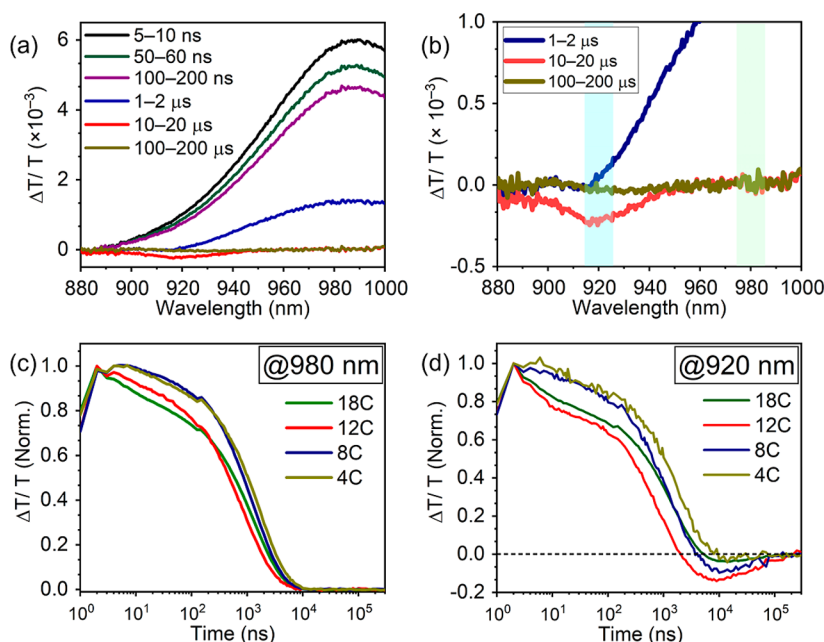 (a)
5–10 ns
50–60 ns
100–200 ns
1–2 μs
10–20 μs
100–200 μs
ΔT/ T (×10⁻³)
6
4
2
0
880 900 920 940 960 980 1000
Wavelength (nm)
(b)
1–2 μs
10–20 μs
100–200 μs
ΔT/ T (× 10⁻³)
1.0
0.5
0.0
-0.5
880 900 920 940 960 980 1000
Wavelength (nm)
(c)
@980 nm
18C
12C
8C
4C
ΔT/ T (Norm.)
1.0
0.8
0.6
0.4
0.2
0.0
10⁰ 10¹ 10² 10³ 10⁴ 10⁵
Time (ns)
(d)
@920 nm
18C
12C
8C
4C
ΔT/ T (Norm.)
1.0
0.8
0.6
0.4
0.2
0.0
-0.2
10⁰ 10¹ 10² 10³ 10⁴ 10⁵
Time (ns)